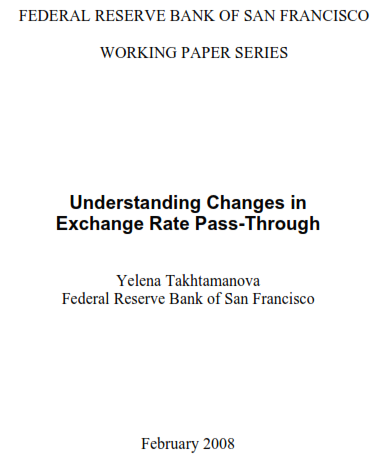 FEDERAL RESERVE BANK OF SAN FRANCISCO
WORKING PAPER SERIES
Understanding Changes in
Exchange Rate Pass-Through
Yelena Takhtamanova
Federal Reserve Bank of San Francisco
February 2008